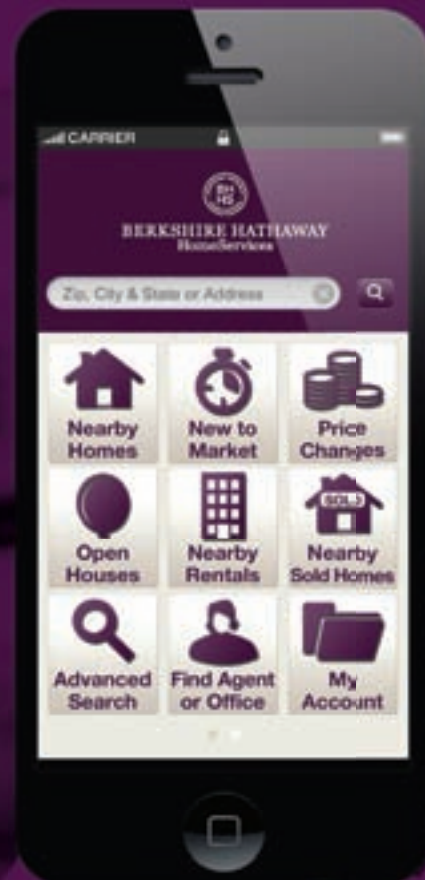 CARRIER
BH
HS
BERKSHIRE HATHAWAY
HomeServices
Zip, City & State or Address
Nearby
Homes
New to
Market
Price
Changes
Open
Houses
Nearby
Rentals
SOLD
Nearby
Sold Homes
Advanced
Search
Find Agent
or Office
My
Account